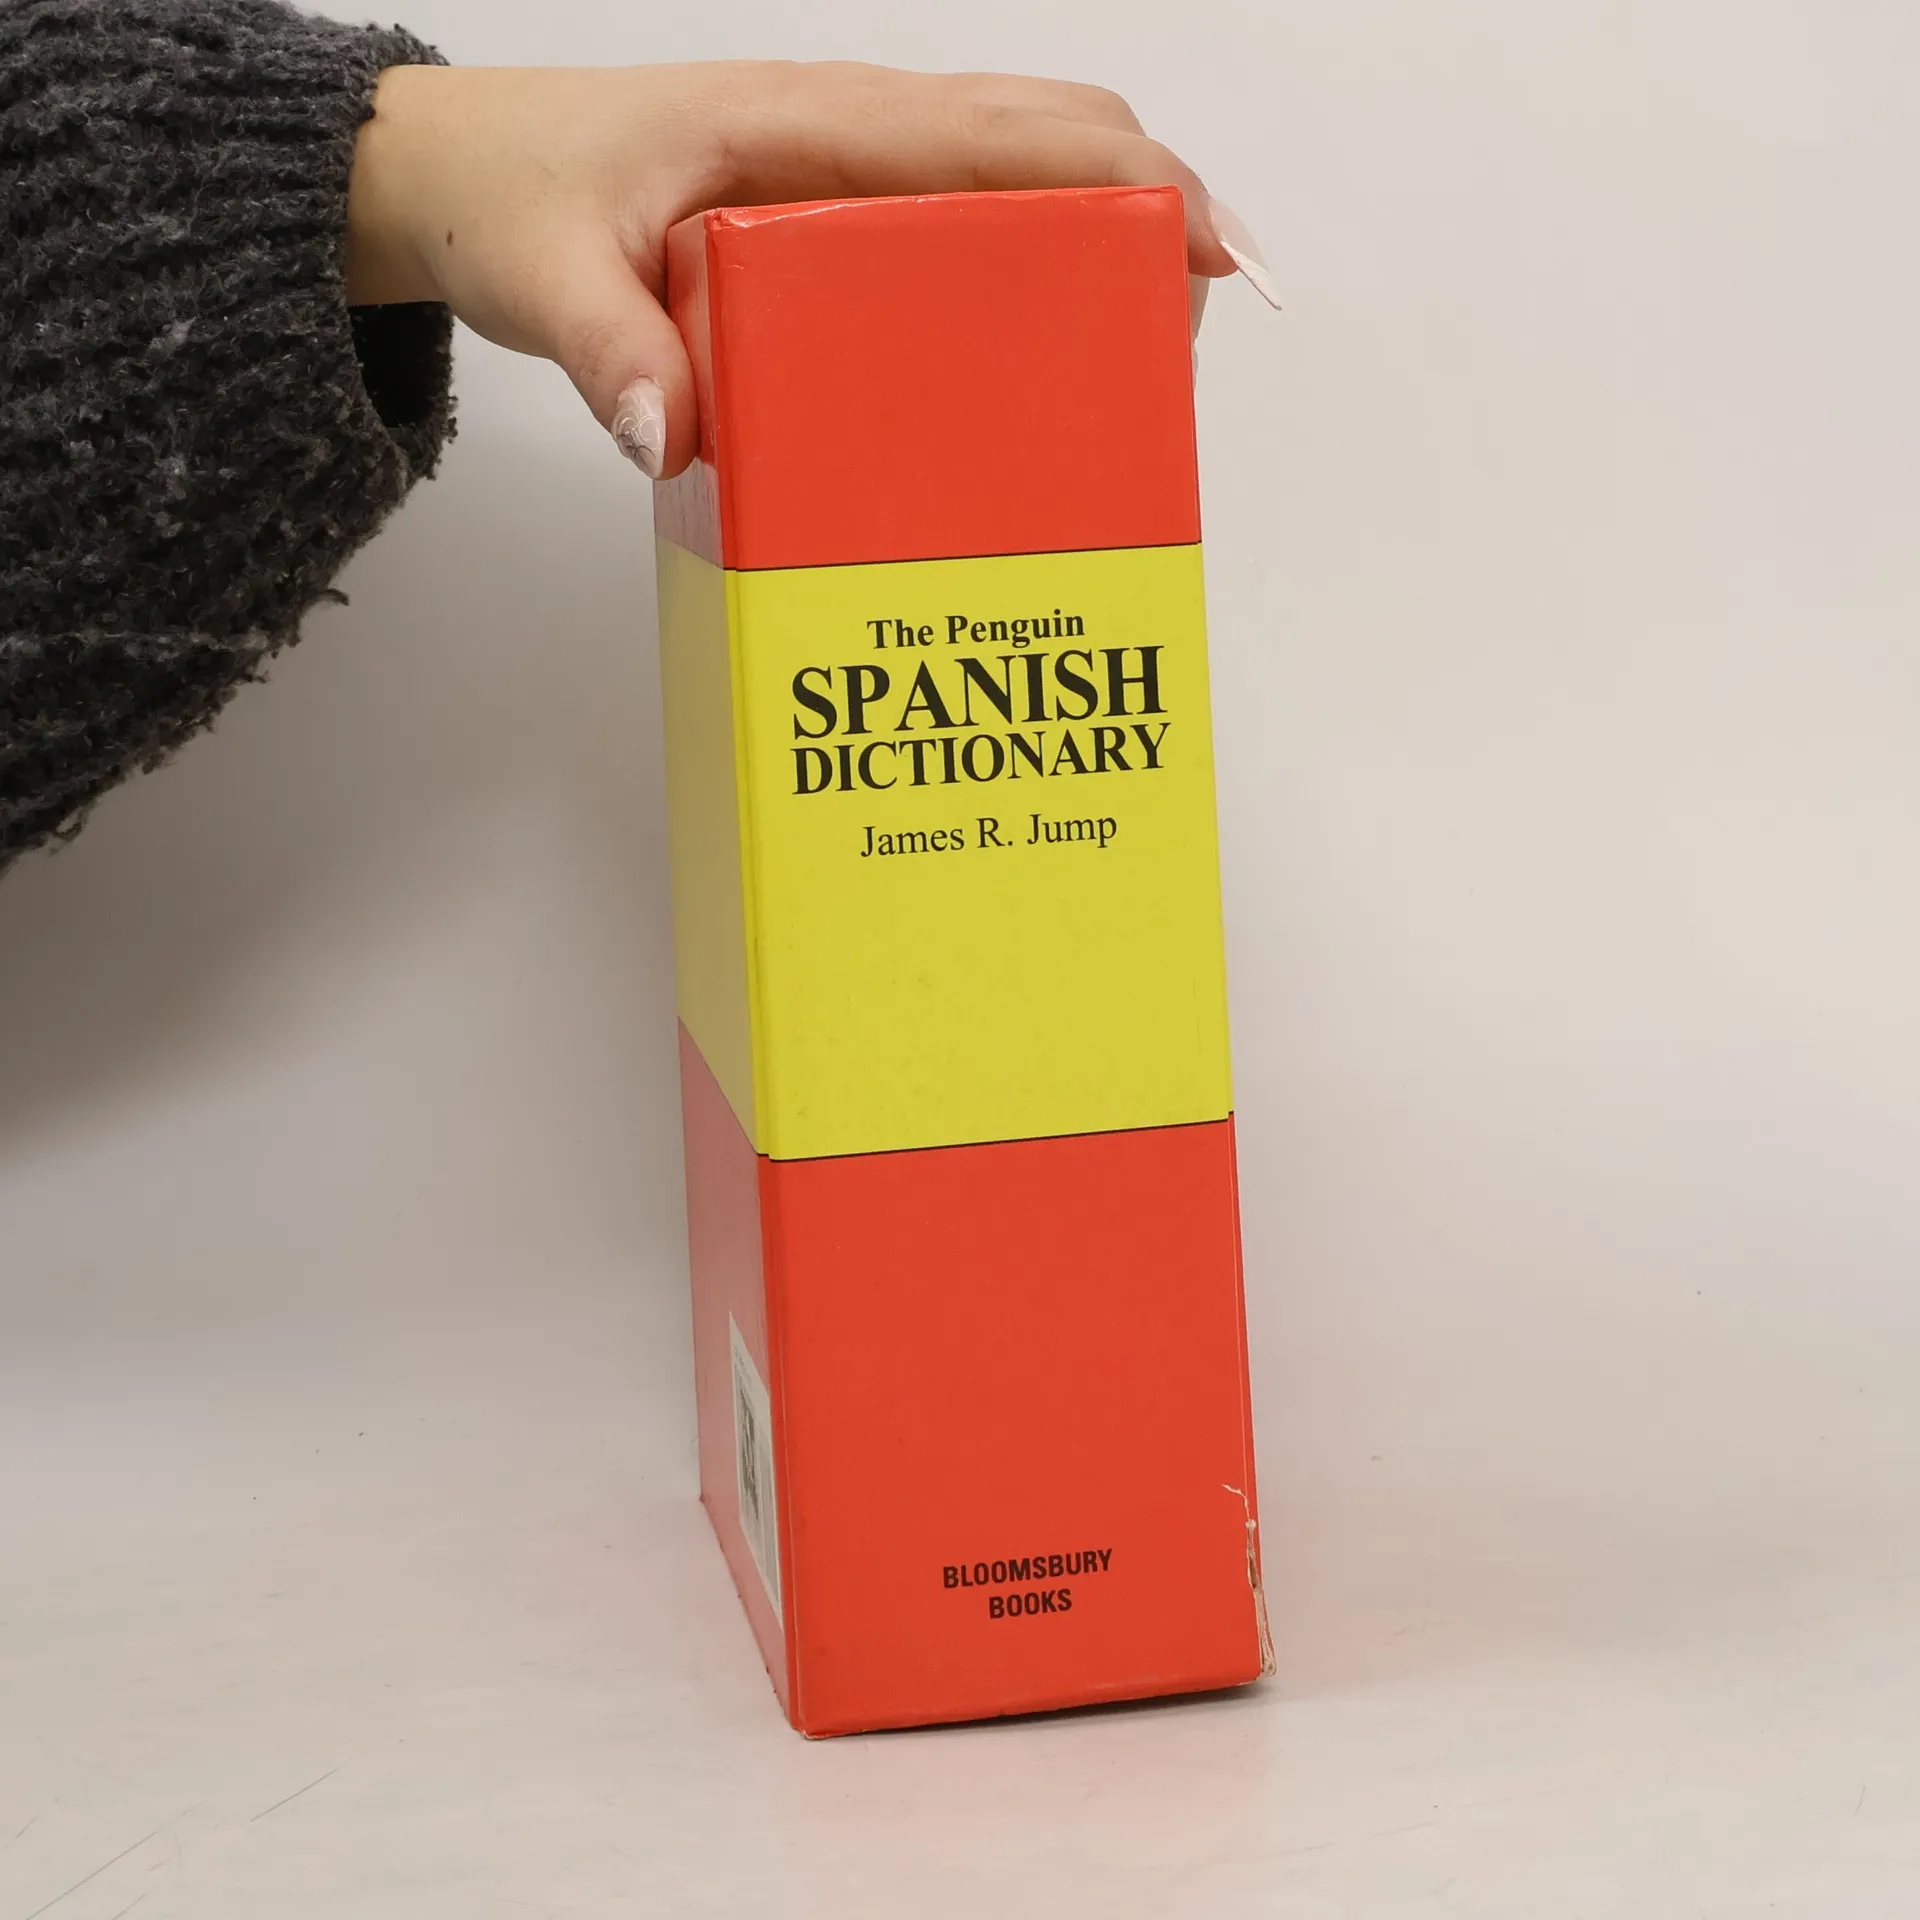 The Penguin
SPANISH
DICTIONARY
James R. Jump
BLOOMSBURY
BOOKS